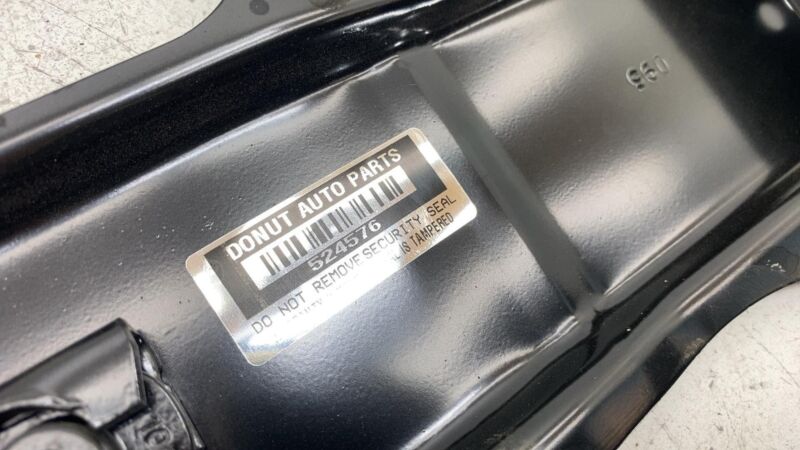 DONUT AUTO PARTS
524576
DO NOT REMOVE SECURITY SEAL
IS TAMPERED